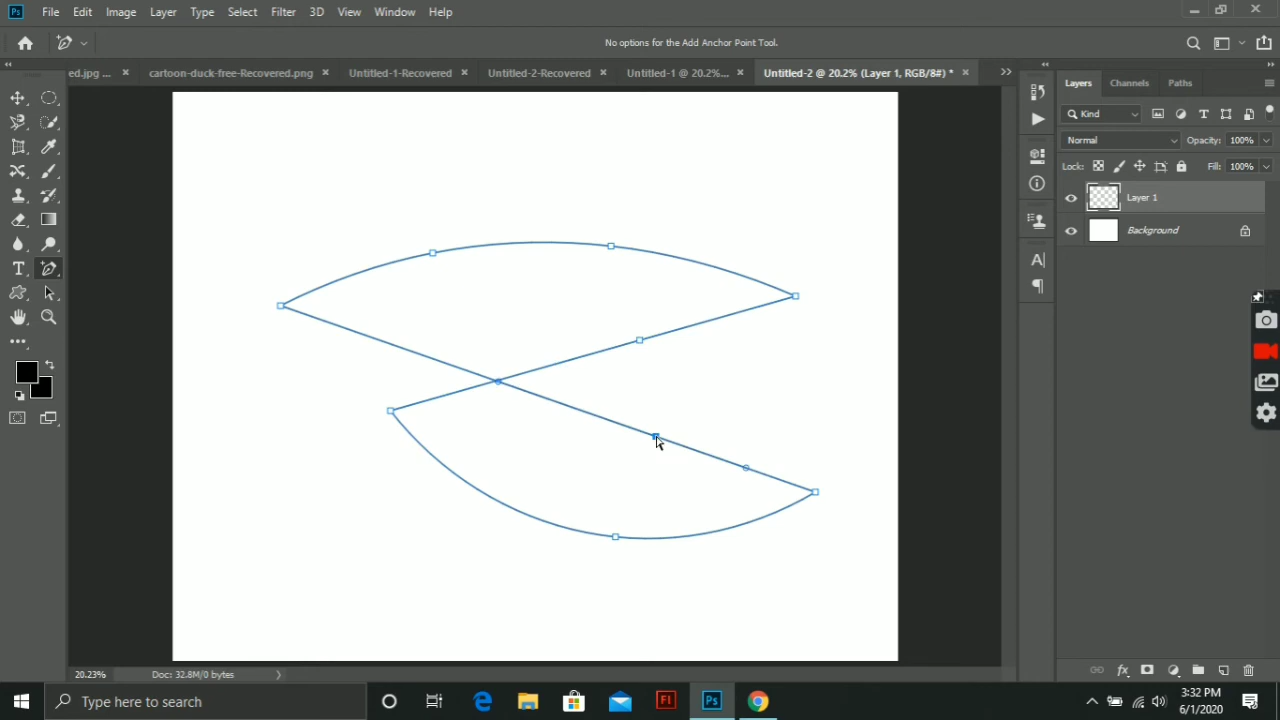 Ps File Edit Image Layer Type Select Filter 3D View Window Help
No options for the Add Anchor Point Tool.
ed.jpg ... × cartoon-duck-free-Recovered.png × Untitled-1-Recovered × Untitled-2-Recovered × Untitled-1 @ 20.2%... × Untitled-2 @ 20.2% (Layer 1, RGB/8#) * ×
Layers Channels Paths
Kind
Normal Opacity: 100%
Lock: Fill: 100%
Layer 1
Background
20.23% Doc: 32.8M/0 bytes
Type here to search
Fl
Ps
3:32 PM
6/1/2020